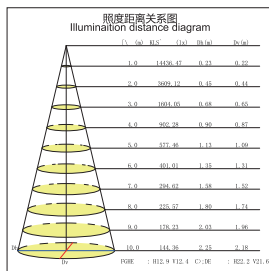 照度距离关系图
Illuminaition distance diagram
(m) (lx) Dh(m) Dv(m)
1.0 14436.47 0.23 0.22
2.0 3609.12 0.45 0.44
3.0 1604.05 0.68 0.65
4.0 902.28 0.90 0.87
5.0 577.46 1.13 1.09
6.0 401.01 1.35 1.31
7.0 294.62 1.58 1.52
8.0 225.57 1.80 1.74
9.0 178.23 2.03 1.96
10.0 144.36 2.25 2.18
Dh
Dv
: H12.9 V12.4 : H22.2 V21.6